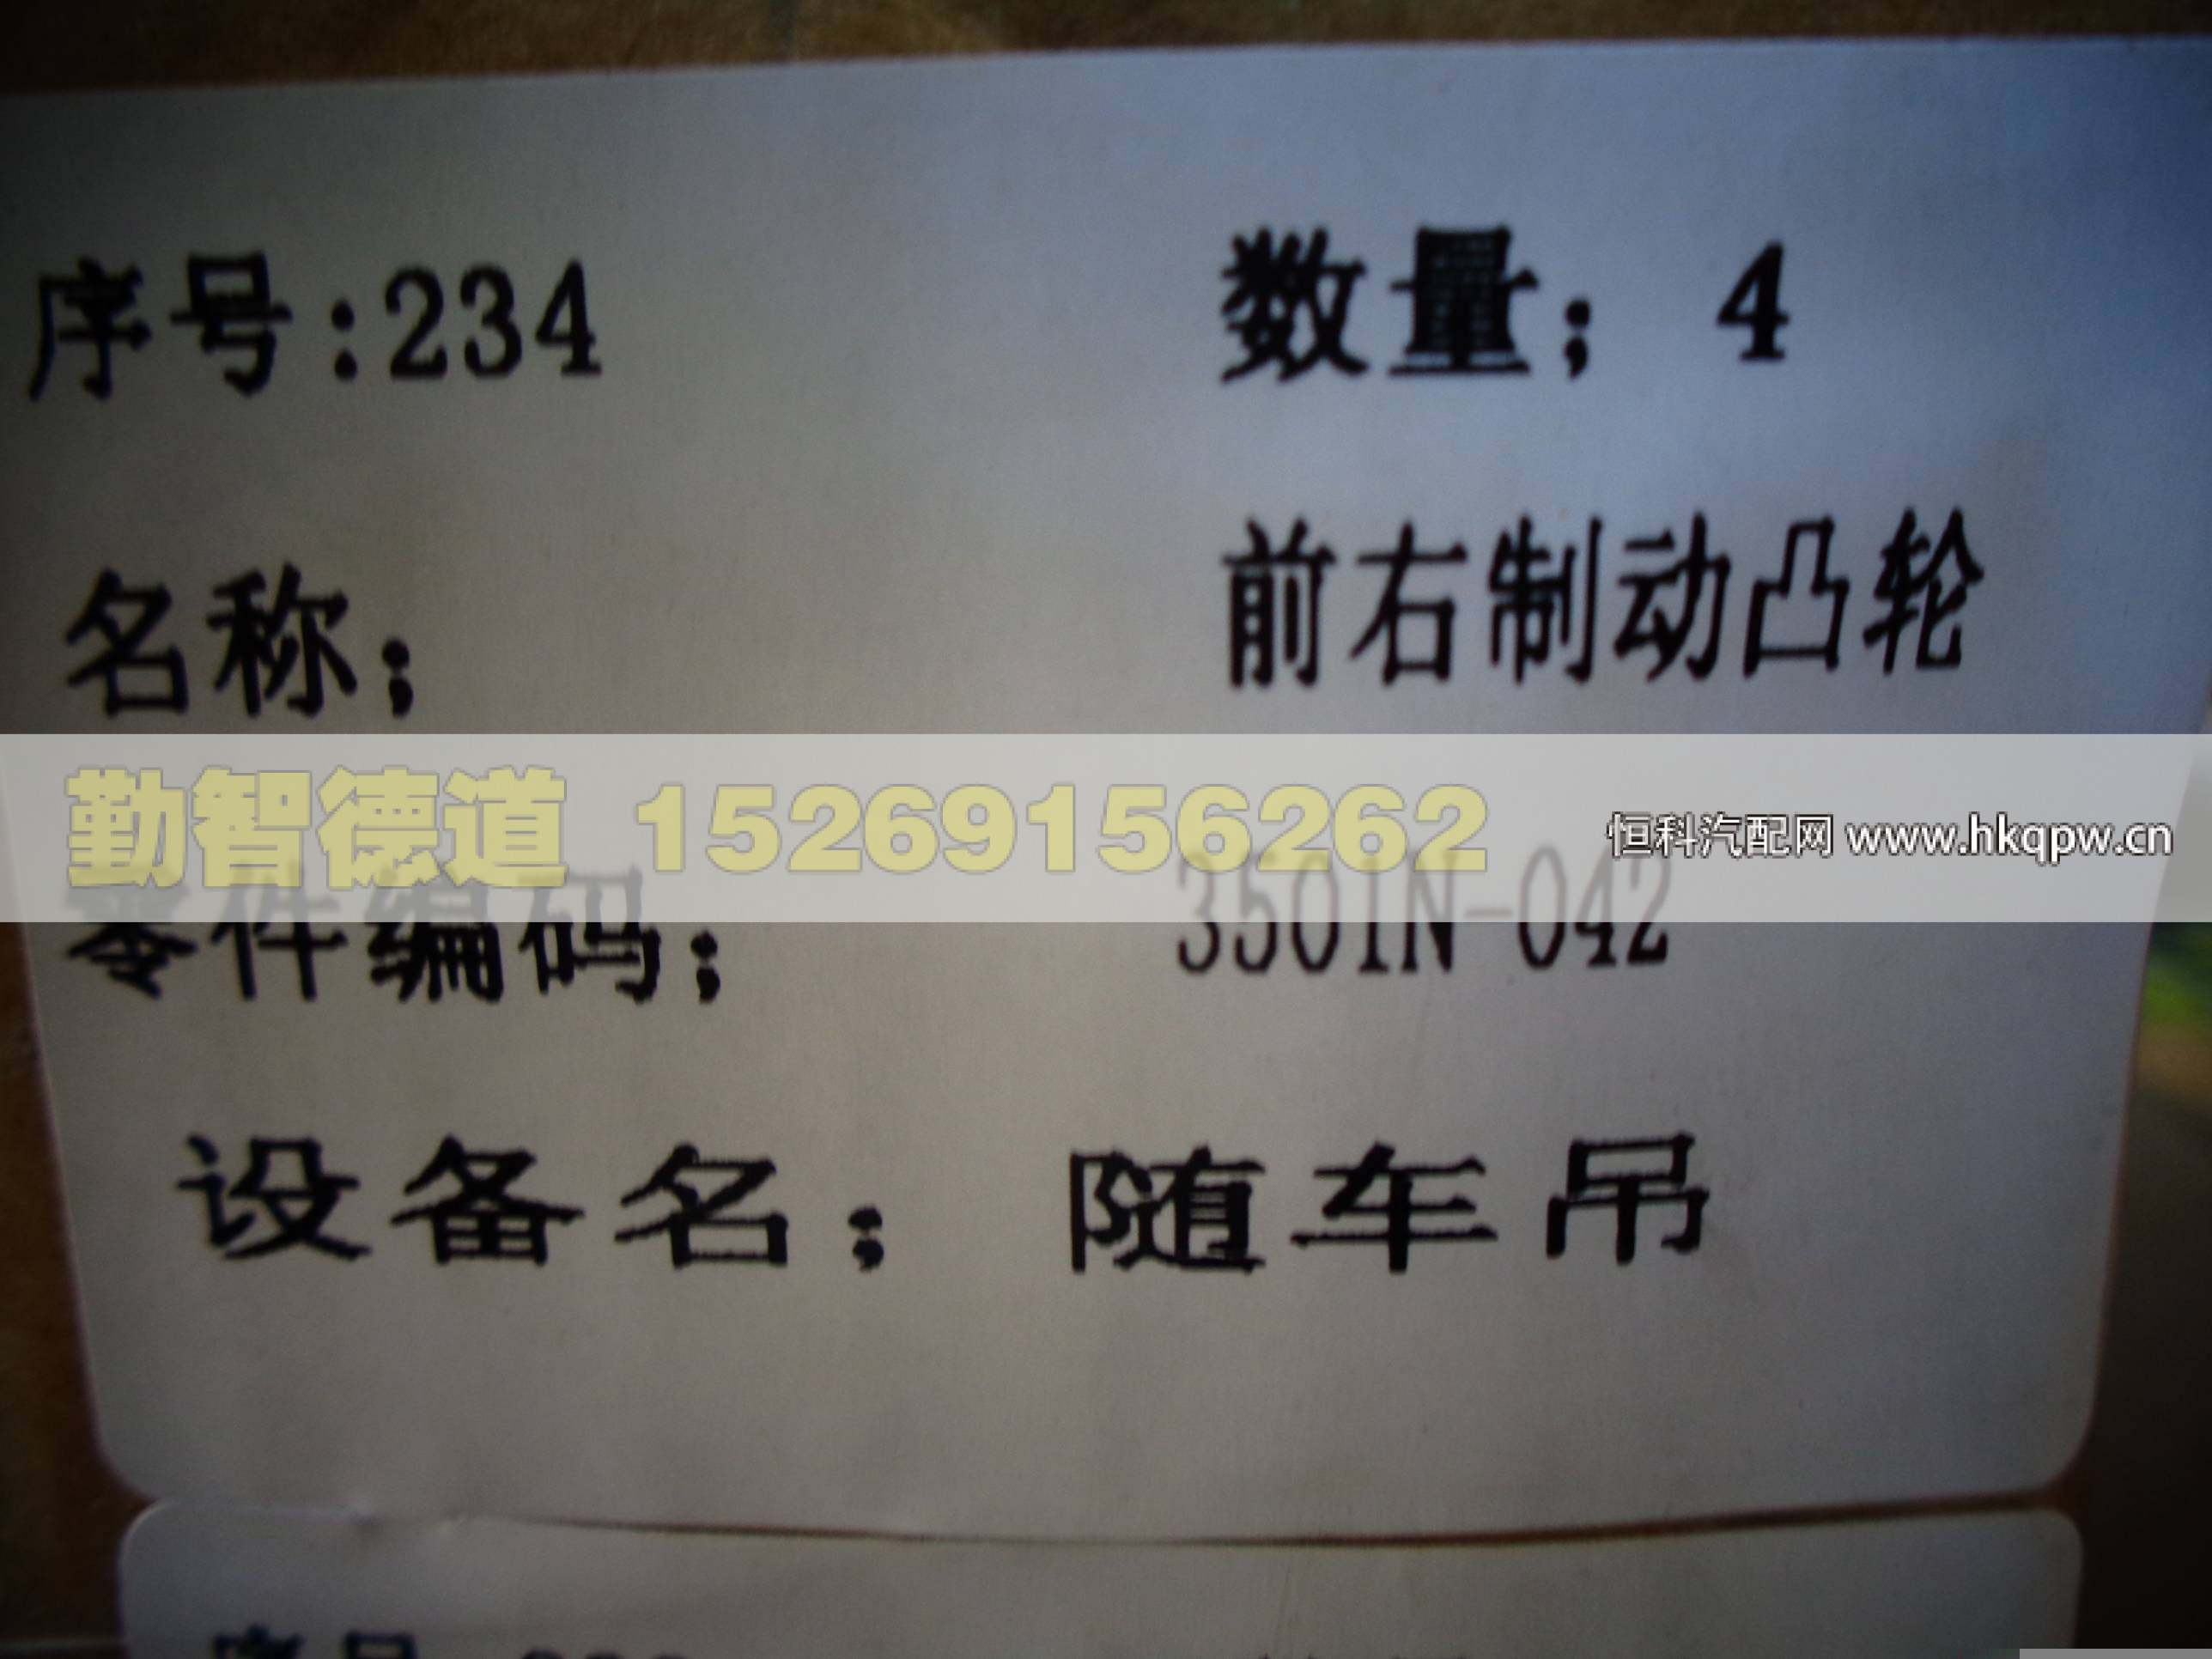 序号:234 数量；4
名称； 前右制动凸轮
勤智德道 15269156262 恒科汽配网 www.hkqpw.cn
零件编码； 3501N-042
设备名； 随车吊
序号